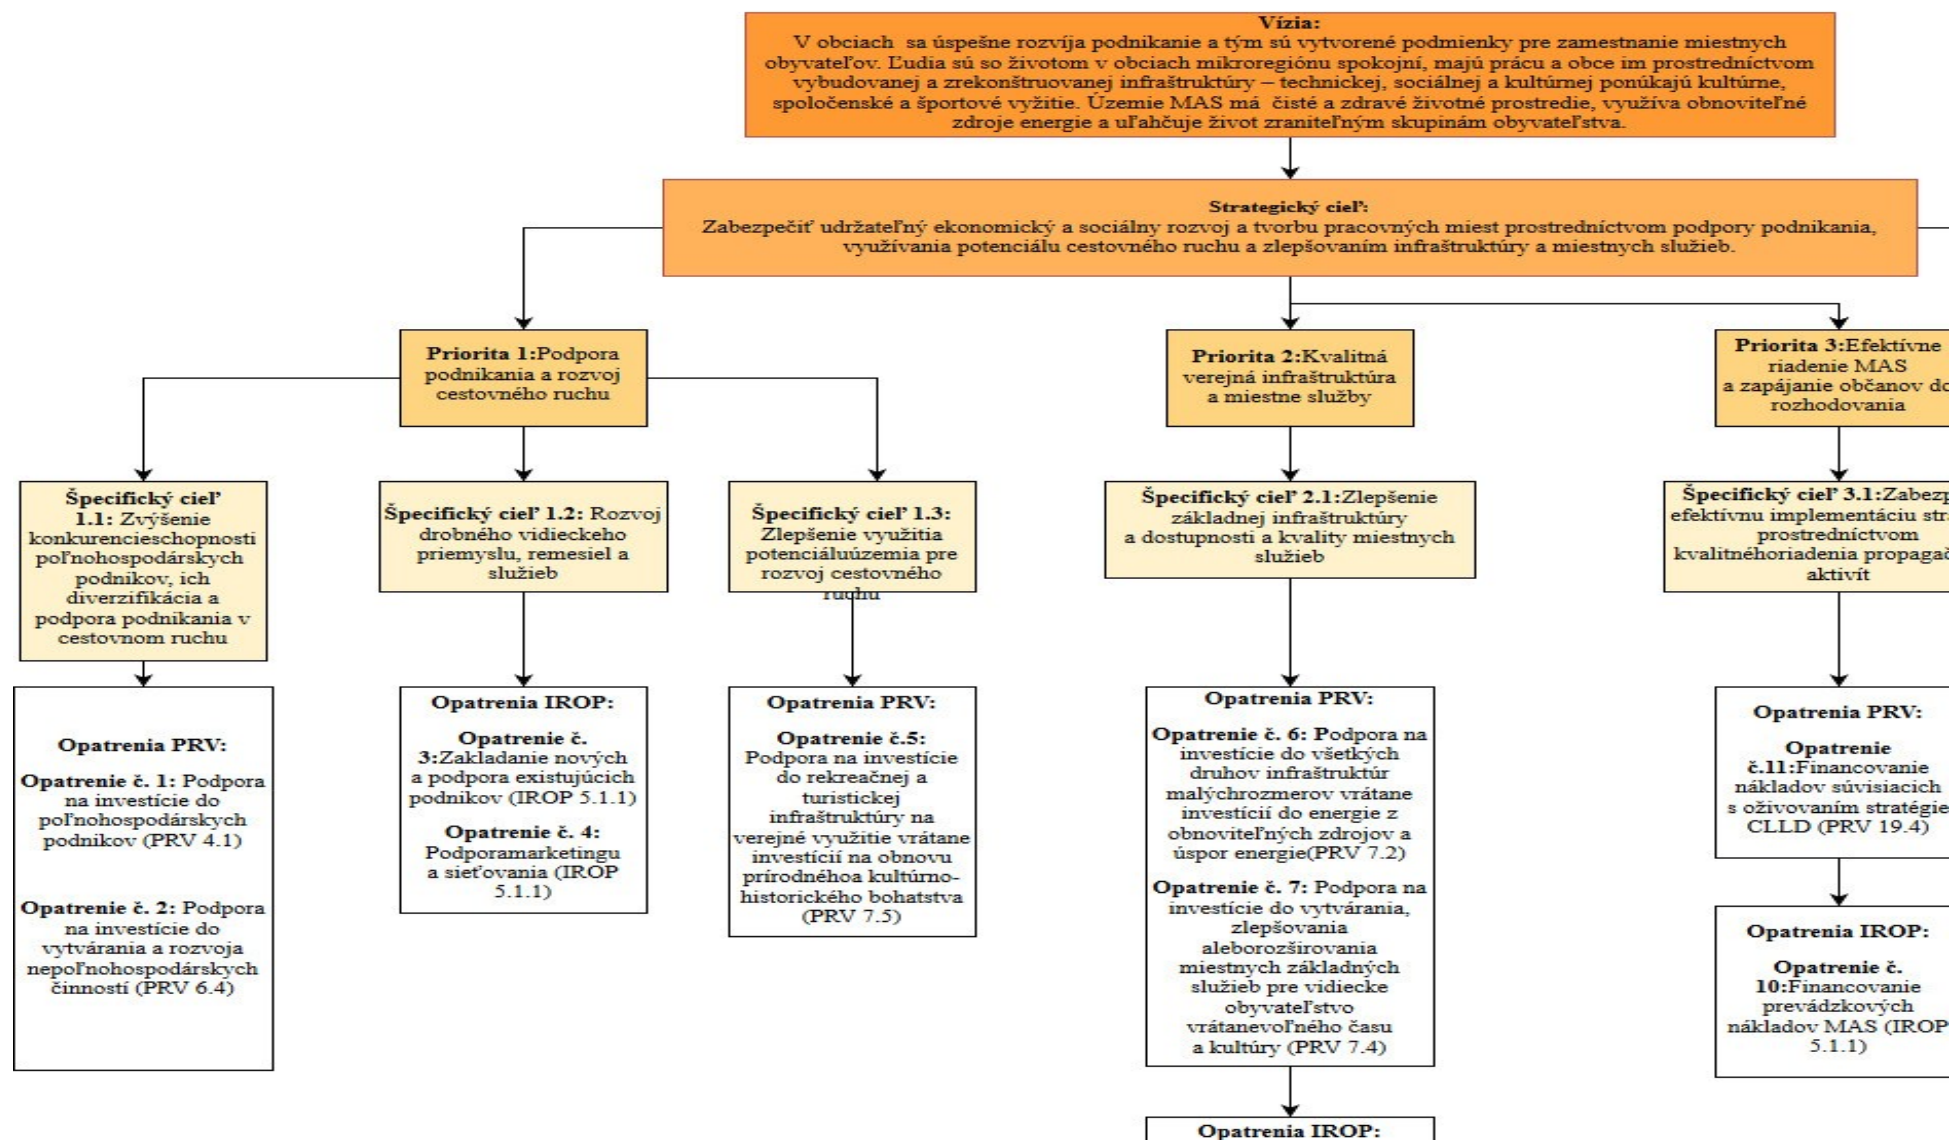 Vízia:
V obciach sa úspešne rozvíja podnikanie a tým sú vytvorené podmienky pre zamestnanie miestnych
obyvateľov. Ľudia sú so životom v obciach mikroregiónu spokojní, majú prácu a obce im prostredníctvom
vybudovanej a zrekonštruovanej infraštruktúry – technickej, sociálnej a kultúrnej ponúkajú kultúrne,
spoločenské a športové vyžitie. Územie MAS má čisté a zdravé životné prostredie, využíva obnoviteľné
zdroje energie a uľahčuje život zraniteľným skupinám obyvateľstva.
Strategický cieľ:
Zabezpečiť udržateľný ekonomický a sociálny rozvoj a tvorbu pracovných miest prostredníctvom podpory podnikania,
využívania potenciálu cestovného ruchu a zlepšovaním infraštruktúry a miestnych služieb.
Priorita 1:Podpora
podnikania a rozvoj
cestovného ruchu
Priorita 2:Kvalitná
verejná infraštruktúra
a miestne služby
Priorita 3:Efektívne
riadenie MAS
a zapájanie občanov do
rozhodovania
Špecifický cieľ
1.1: Zvýšenie
konkurencieschopnosti
poľnohospodárskych
podnikov, ich
diverzifikácia a
podpora podnikania v
cestovnom ruchu
Špecifický cieľ 1.2: Rozvoj
drobného vidieckeho
priemyslu, remesiel a
služieb
Špecifický cieľ 1.3:
Zlepšenie využitia
potenciáluúzemia pre
rozvoj cestovného
ruchu
Špecifický cieľ 2.1:Zlepšenie
základnej infraštruktúry
a dostupnosti a kvality miestnych
služieb
Špecifický cieľ 3.1:Zabezp
efektívnu implementáciu str
prostredníctvom
kvalitnéhoriadenia propagač
aktivít
Opatrenia PRV:
Opatrenie č. 1: Podpora
na investície do
poľnohospodárskych
podnikov (PRV 4.1)
Opatrenie č. 2: Podpora
na investície do
vytvárania a rozvoja
nepoľnohospodárskych
činností (PRV 6.4)
Opatrenia IROP:
Opatrenie č.
3:Zakladanie nových
a podpora existujúcich
podnikov (IROP 5.1.1)
Opatrenie č. 4:
Podporamarketingu
a sieťovania (IROP
5.1.1)
Opatrenia PRV:
Opatrenie č.5:
Podpora na investície
do rekreačnej a
turistickej
infraštruktúry na
verejné využitie vrátane
investícií na obnovu
prírodnéhoa kultúrno-
historického bohatstva
(PRV 7.5)
Opatrenia PRV:
Opatrenie č. 6: Podpora na
investície do všetkých
druhov infraštruktúr
malýchrozmerov vrátane
investícií do energie z
obnoviteľných zdrojov a
úspor energie(PRV 7.2)
Opatrenie č. 7: Podpora na
investície do vytvárania,
zlepšovania
aleborozširovania
miestnych základných
služieb pre vidiecke
obyvateľstvo
vrátanevoľného času
a kultúry (PRV 7.4)
Opatrenia IROP:
Opatrenia PRV:
Opatrenie
č.11:Financovanie
nákladov súvisiacich
s oživovaním stratégie
CLLD (PRV 19.4)
Opatrenia IROP:
Opatrenie č.
10:Financovanie
prevádzkových
nákladov MAS (IROP
5.1.1)